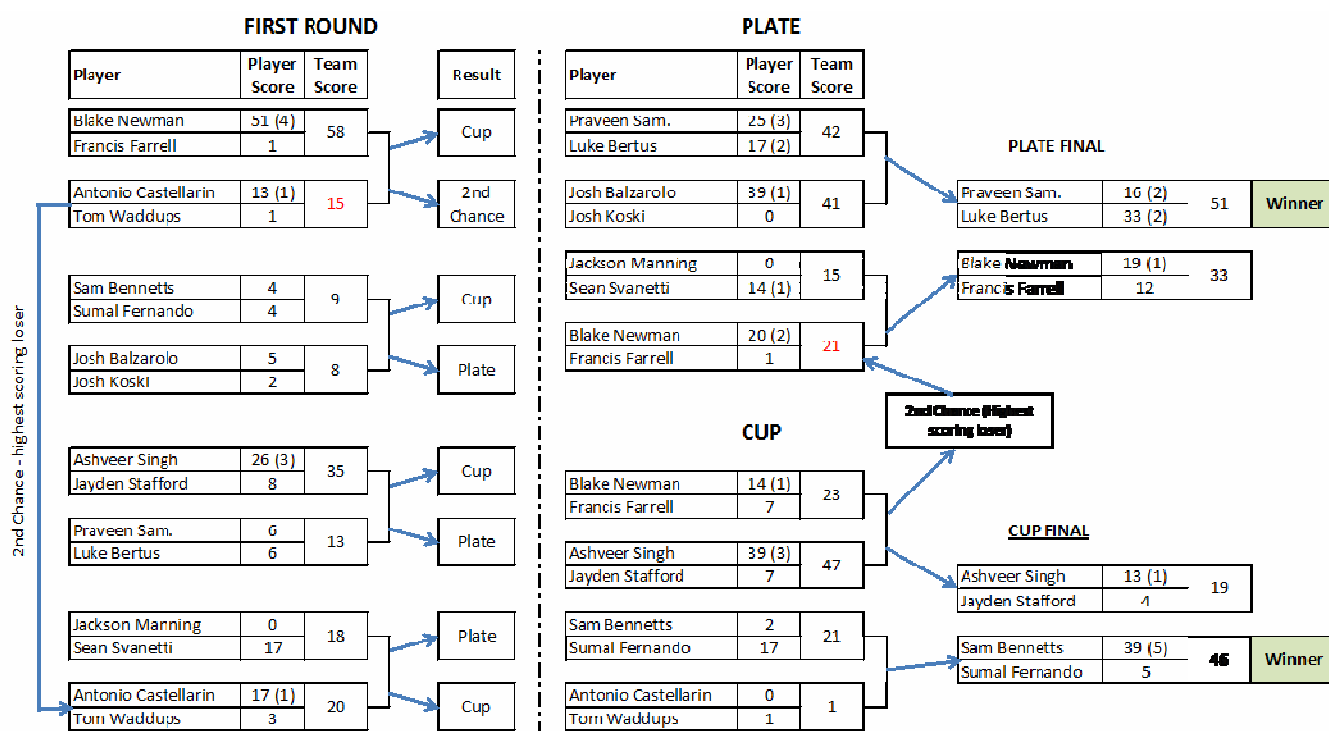 FIRST ROUND
Player Player Score Team Score Result
Blake Newman 51 (4) 58 Cup
Francis Farrell 1
Antonio Castellarin 13 (1) 15 2nd Chance
Tom Waddups 1
Sam Bennetts 4 9 Cup
Sumal Fernando 4
Josh Balzarolo 5 8 Plate
Josh Koski 2
Ashveer Singh 26 (3) 35 Cup
Jayden Stafford 8
Praveen Sam. 6 13 Plate
Luke Bertus 6
Jackson Manning 0 18 Plate
Sean Svanetti 17
Antonio Castellarin 17 (1) 20 Cup
Tom Waddups 3
2nd Chance - highest scoring loser
PLATE
Player Player Score Team Score
Praveen Sam. 25 (3) 42
Luke Bertus 17 (2)
Josh Balzarolo 39 (1) 41
Josh Koski 0
Jackson Manning 0 15
Sean Svanetti 14 (1)
Blake Newman 20 (2) 21
Francis Farrell 1
PLATE FINAL
Praveen Sam. 16 (2) 51 Winner
Luke Bertus 33 (2)
Blake Newman 19 (1) 33
Francis Farrell 12
2nd Chance (Highest
scoring loser)
CUP
Blake Newman 14 (1) 23
Francis Farrell 7
Ashveer Singh 39 (3) 47
Jayden Stafford 7
Sam Bennetts 2 21
Sumal Fernando 17
Antonio Castellarin 0 1
Tom Waddups 1
CUP FINAL
Ashveer Singh 13 (1) 19
Jayden Stafford 4
Sam Bennetts 39 (5) Winner
Sumal Fernando 5